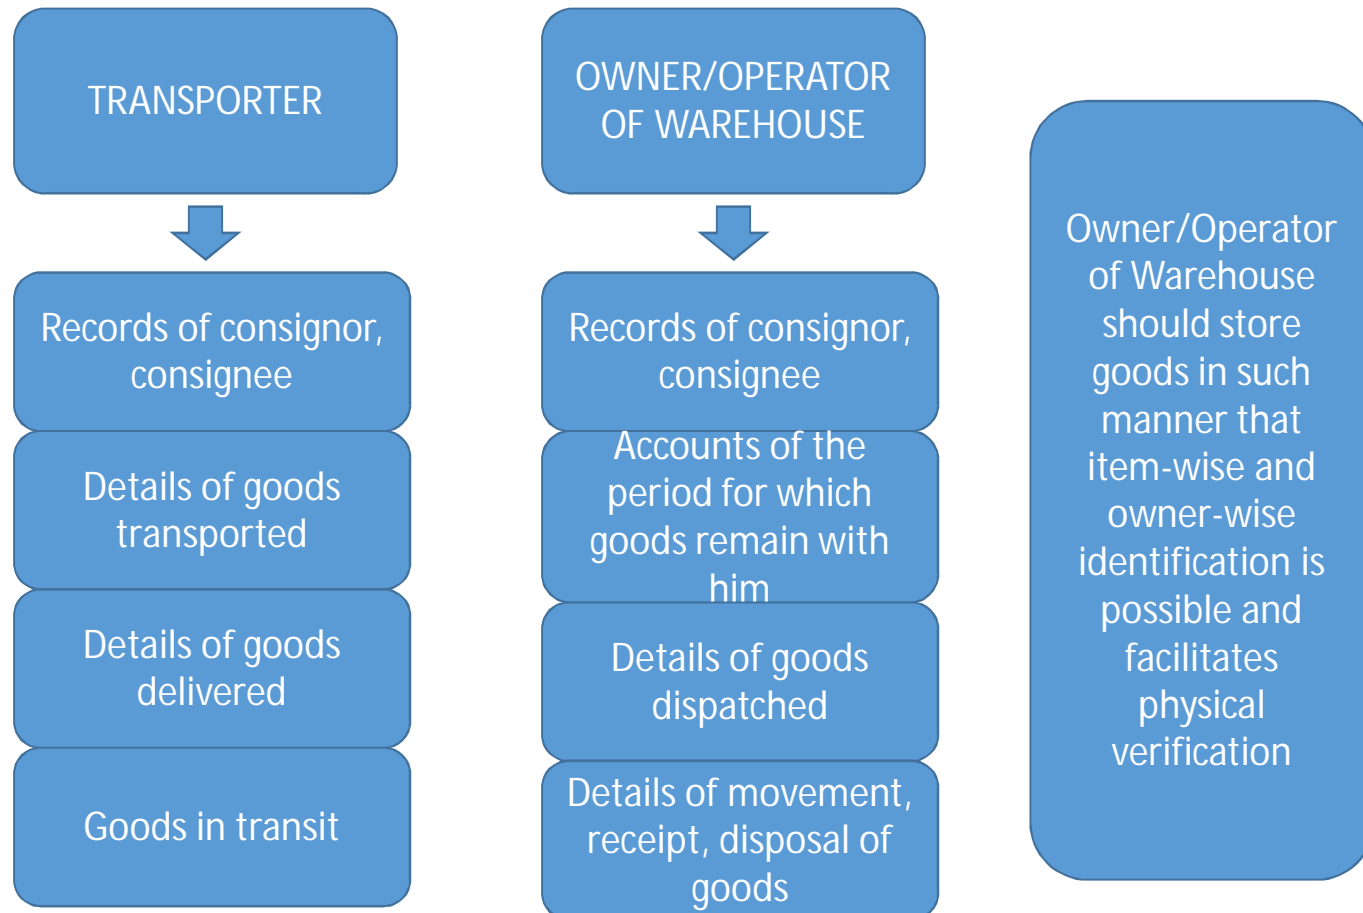 TRANSPORTER
Records of consignor,
consignee
Details of goods
transported
Details of goods
delivered
Goods in transit
OWNER/OPERATOR
OF WAREHOUSE
Records of consignor,
consignee
Accounts of the
period for which
goods remain with
him
Details of goods
dispatched
Details of movement,
receipt, disposal of
goods
Owner/Operator
of Warehouse
should store
goods in such
manner that
item-wise and
owner-wise
identification is
possible and
facilitates
physical
verification